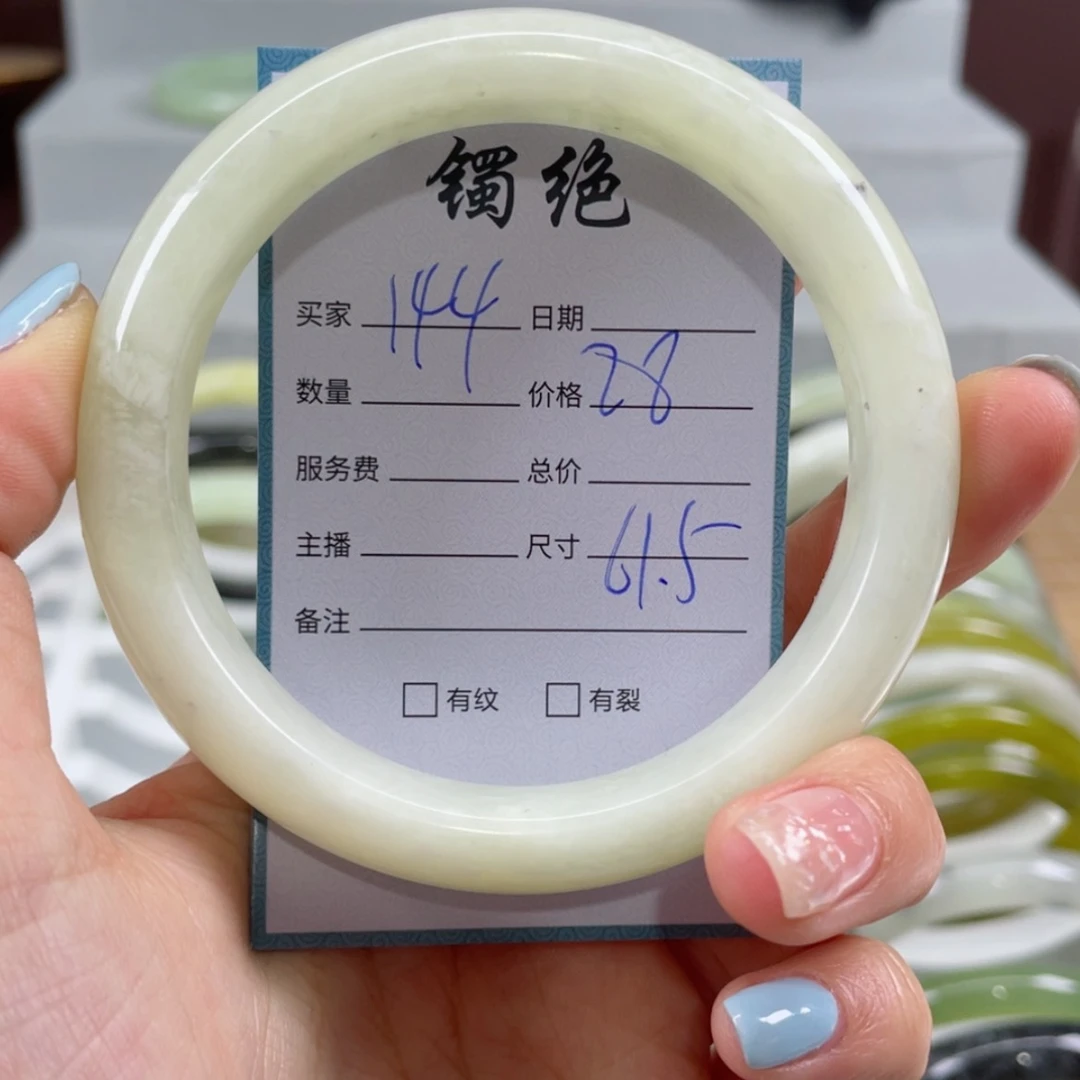 镯绝
买家 144 日期
数量 价格 28
服务费 总价
主播 尺寸 61.5
备注
□有纹 □有裂